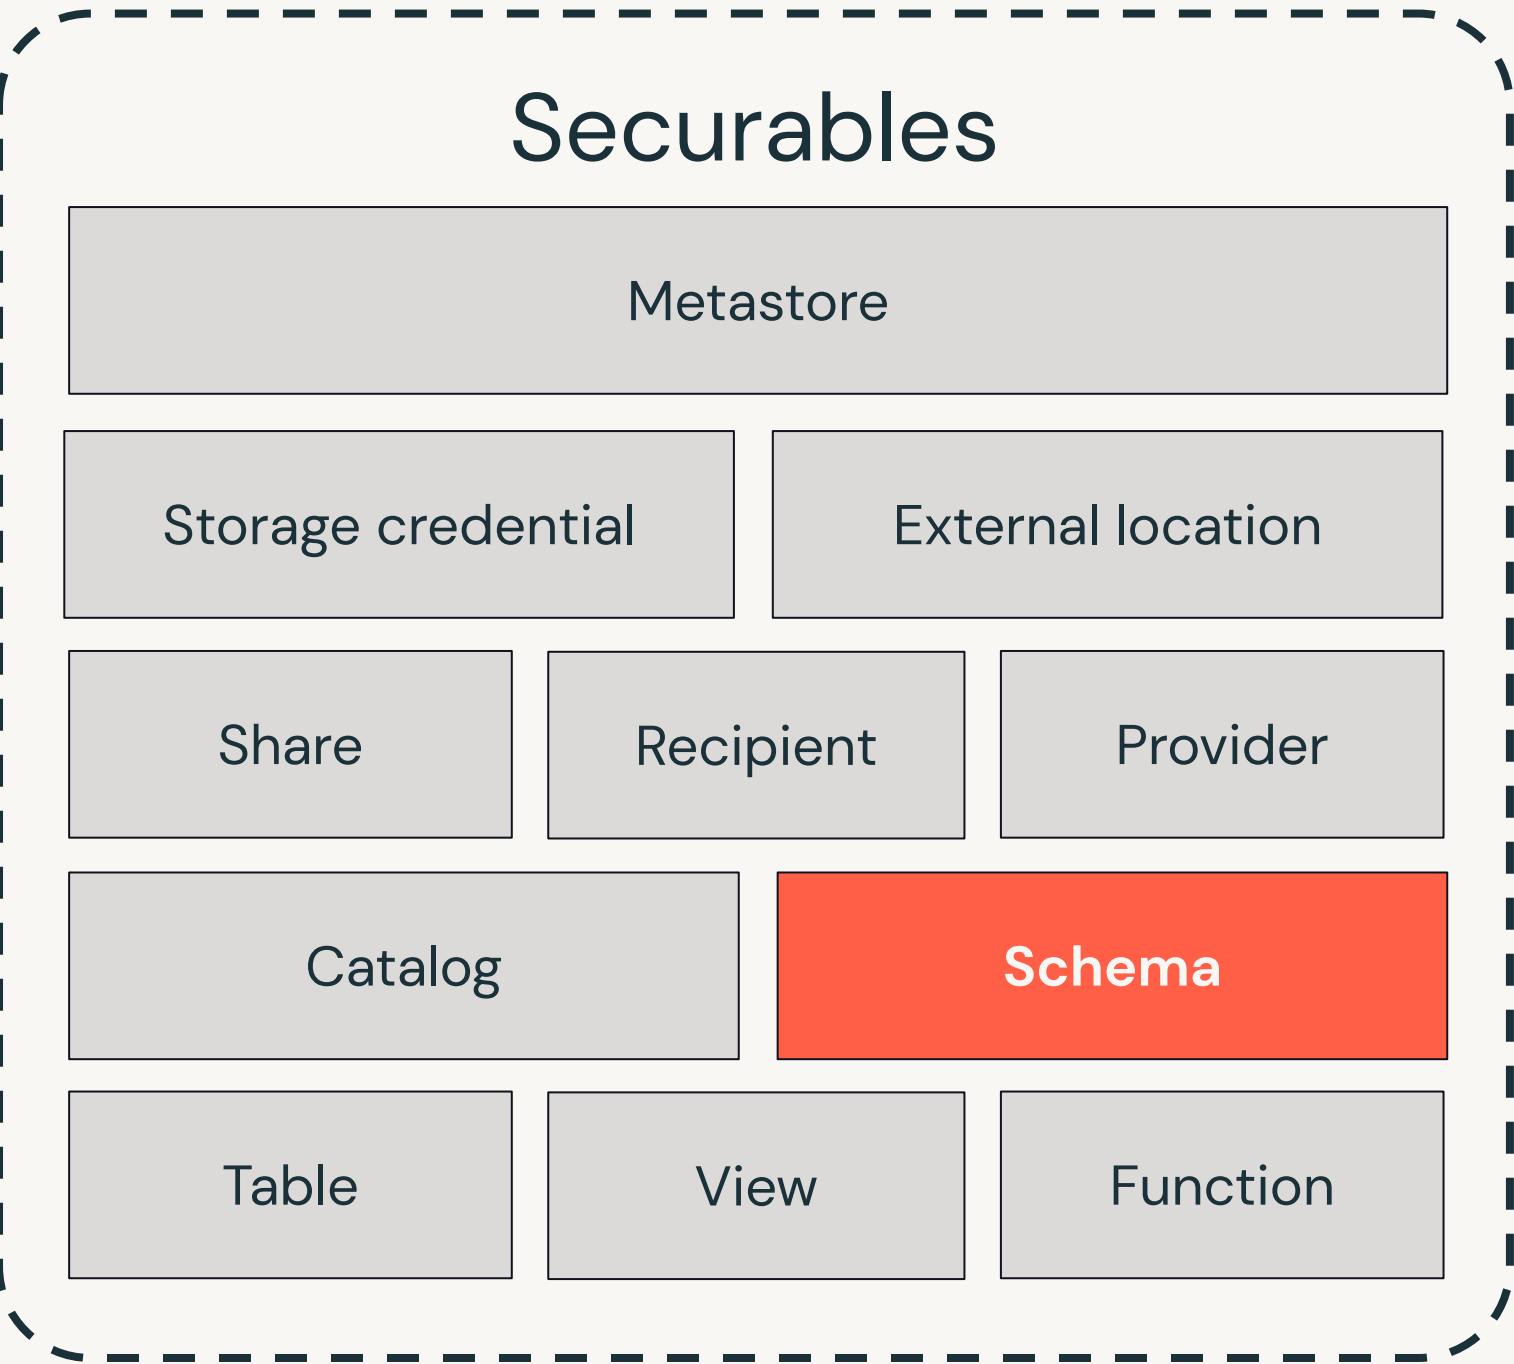 Securables
Metastore
Storage credential
External location
Share
Recipient
Provider
Catalog
Schema
Table
View
Function